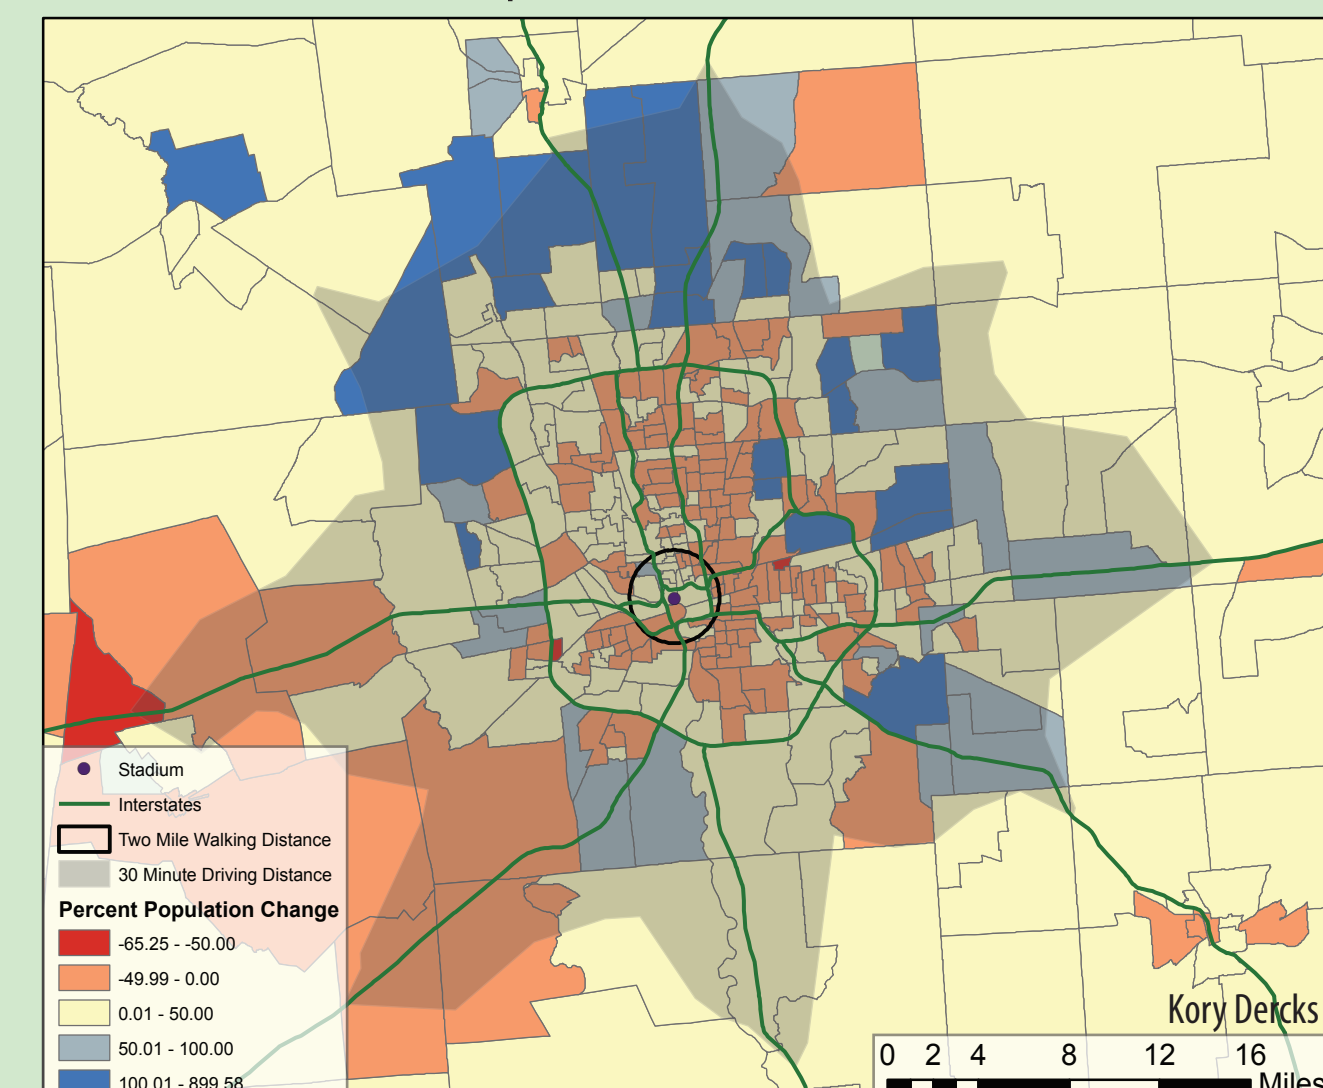 Stadium
Interstates
Two Mile Walking Distance
30 Minute Driving Distance
Percent Population Change
-65.25 - -50.00
-49.99 - 0.00
0.01 - 50.00
50.01 - 100.00
100.01 - 899.58
Kory Dercks
0 2 4 8 12 16
Miles